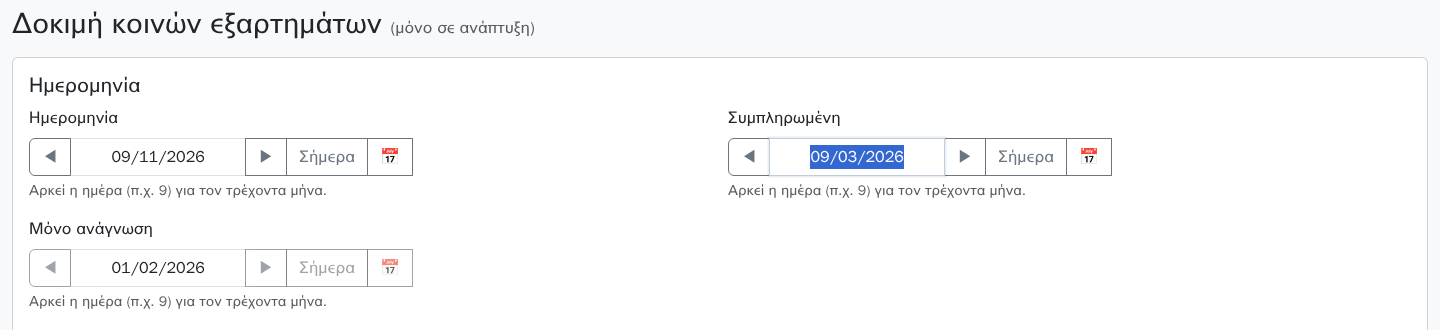 Δοκιμή κοινών εξαρτημάτων (μόνο σε ανάπτυξη)
Ημερομηνία
Ημερομηνία
◀ 09/11/2026 ▶ Σήμερα 📅
Αρκεί η ημέρα (π.χ. 9) για τον τρέχοντα μήνα.
Συμπληρωμένη
◀ 09/03/2026 ▶ Σήμερα 📅
Αρκεί η ημέρα (π.χ. 9) για τον τρέχοντα μήνα.
Μόνο ανάγνωση
◀ 01/02/2026 ▶ Σήμερα 📅
Αρκεί η ημέρα (π.χ. 9) για τον τρέχοντα μήνα.